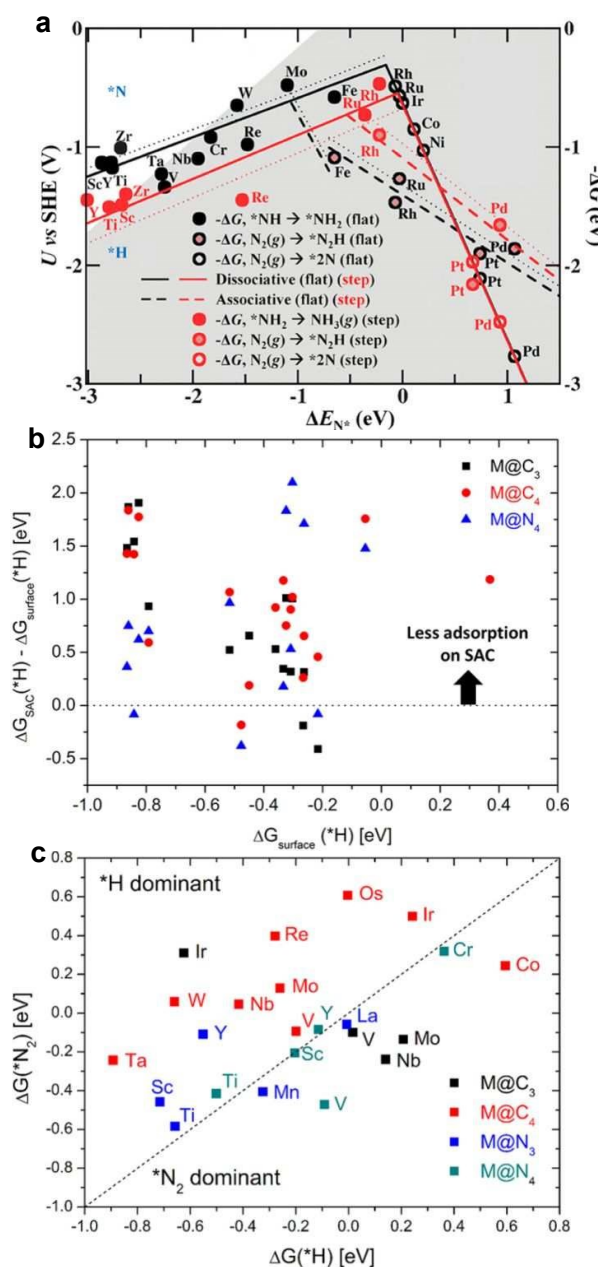 a
0
-1
-2
-3
U vs SHE (V)
0
-1
-2
-3
-ΔG (V)
-3
-2
-1
0
1
ΔE_N* (eV)
*N
*H
Zr
Sc
Y
Ti
Ta
V
Nb
Cr
W
Re
Mo
Fe
Rh
Ru
Ir
Co
Ni
Ru
Rh
Rh
Fe
Ru
Rh
Pd
Pd
Pt
Pt
Pt
Pt
Pd
Pd
Y
Ti
Sc
Zr
Re
-ΔG, *NH → *NH₂ (flat)
-ΔG, N₂(g) → *N₂H (flat)
-ΔG, N₂(g) → *2N (flat)
Dissociative (flat) (step)
Associative (flat) (step)
-ΔG, *NH₂ → NH₃(g) (step)
-ΔG, N₂(g) → *N₂H (step)
-ΔG, N₂(g) → *2N (step)
b
2.5
2.0
1.5
1.0
0.5
0.0
-0.5
ΔG_SAC(*H) - ΔG_surface(*H) [eV]
M@C₃
M@C₄
M@N₄
Less adsorption
on SAC
-1.0
-0.8
-0.6
-0.4
-0.2
0.0
0.2
0.4
0.6
ΔG_surface (*H) [eV]
c
0.8
0.6
0.4
0.2
0.0
-0.2
-0.4
-0.6
-0.8
-1.0
ΔG(*N₂) [eV]
*H dominant
*N₂ dominant
Os
Ir
Re
Cr
Ir
Co
Mo
W
Nb
Y
V
Y
La
V
Mo
Sc
Nb
Ta
Ti
Mn
V
Sc
Ti
M@C₃
M@C₄
M@N₃
M@N₄
-1.0
-0.8
-0.6
-0.4
-0.2
0.0
0.2
0.4
0.6
0.8
ΔG(*H) [eV]